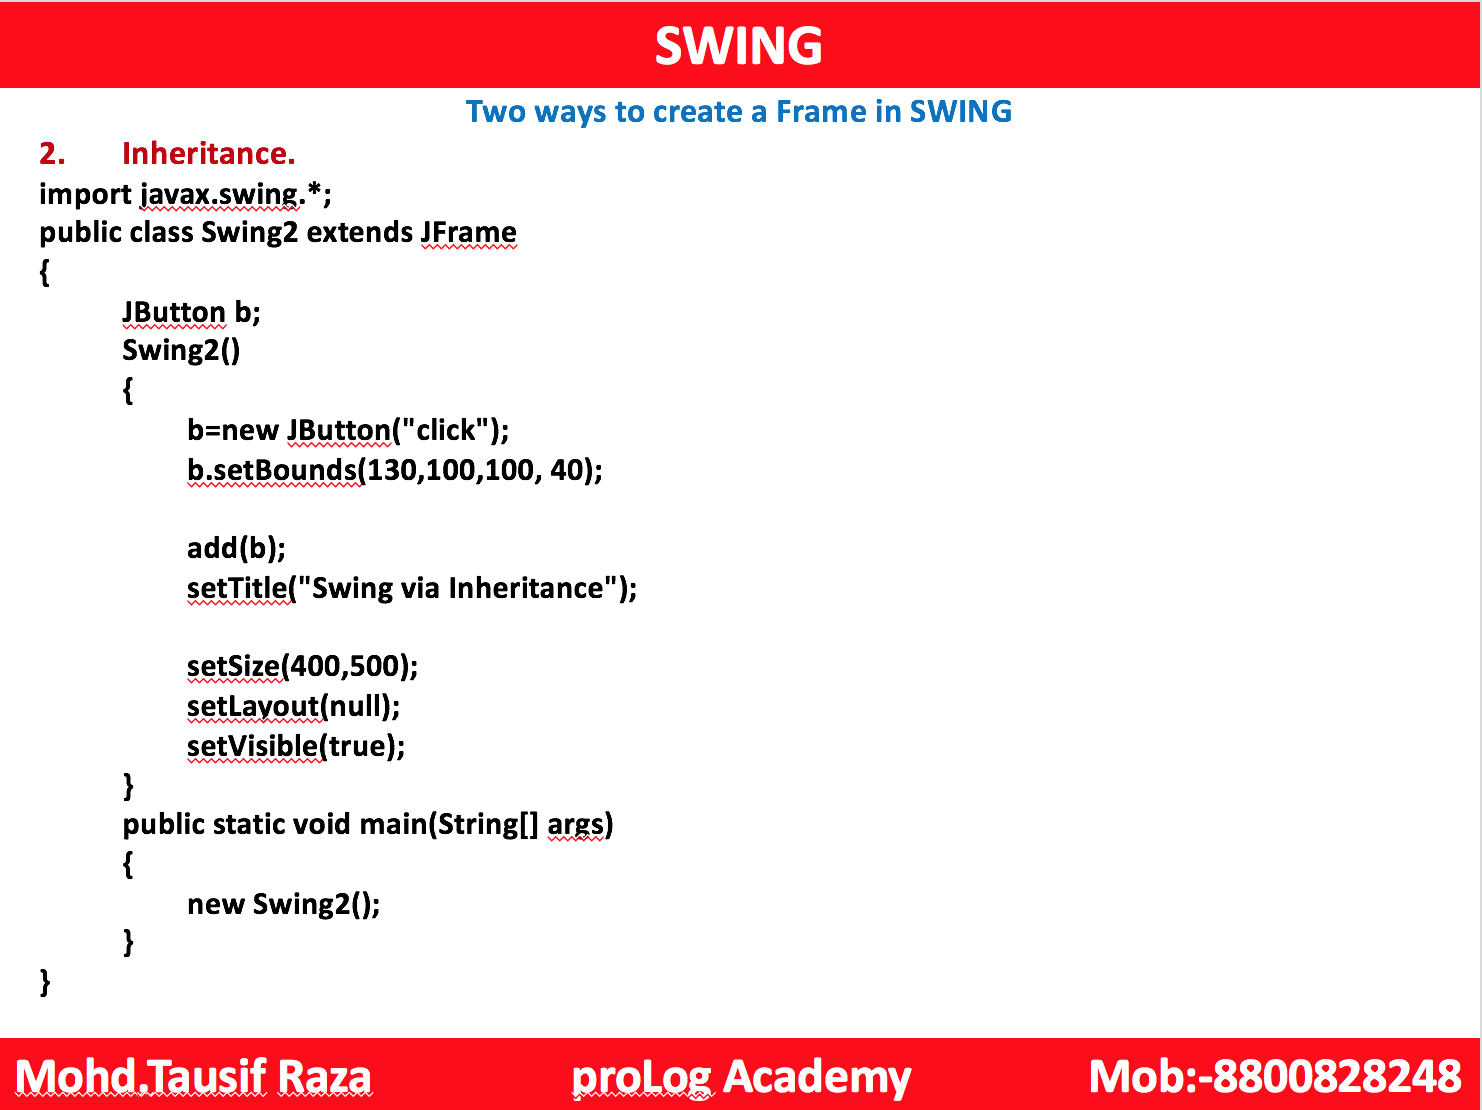 SWING
Two ways to create a Frame in SWING
2. Inheritance.
import javax.swing.*;
public class Swing2 extends JFrame
{
JButton b;
Swing2()
{
b=new JButton("click");
b.setBounds(130,100,100, 40);
add(b);
setTitle("Swing via Inheritance");
setSize(400,500);
setLayout(null);
setVisible(true);
}
public static void main(String[] args)
{
new Swing2();
}
}
Mohd.Tausif Raza proLog Academy Mob:-8800828248